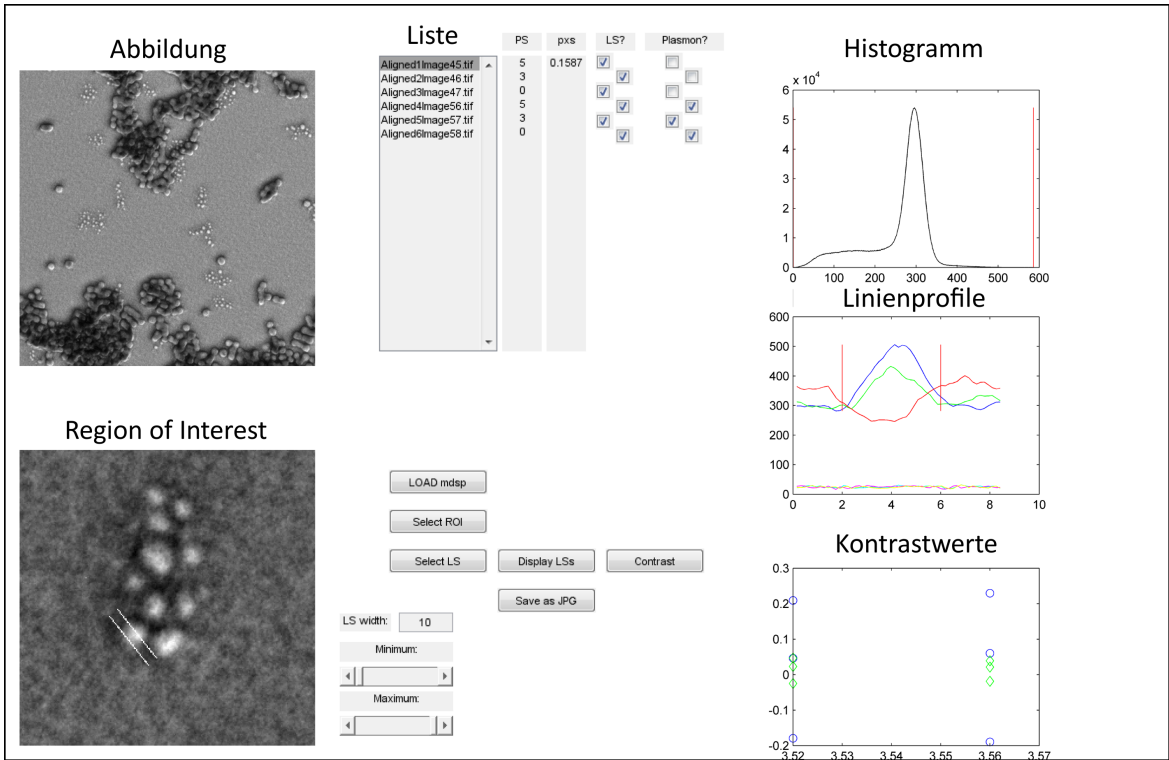 Abbildung
Liste
PS pxs LS? Plasmon?
Aligned1Image45.tif 5 0.1587
Aligned2Image46.tif 3
Aligned3Image47.tif 0
Aligned4Image56.tif 5
Aligned5Image57.tif 3
Aligned6Image58.tif 0
Histogramm
x 10^4
6
5
4
3
2
1
0
0 100 200 300 400 500 600
Linienprofile
600
500
400
300
200
100
0
0 2 4 6 8 10
Region of Interest
LOAD mdsp
Select ROI
Select LS Display LSs Contrast
Save as JPG
LS width: 10
Minimum:
Maximum:
Kontrastwerte
0.3
0.2
0.1
0
-0.1
-0.2
3.52 3.53 3.54 3.55 3.56 3.57